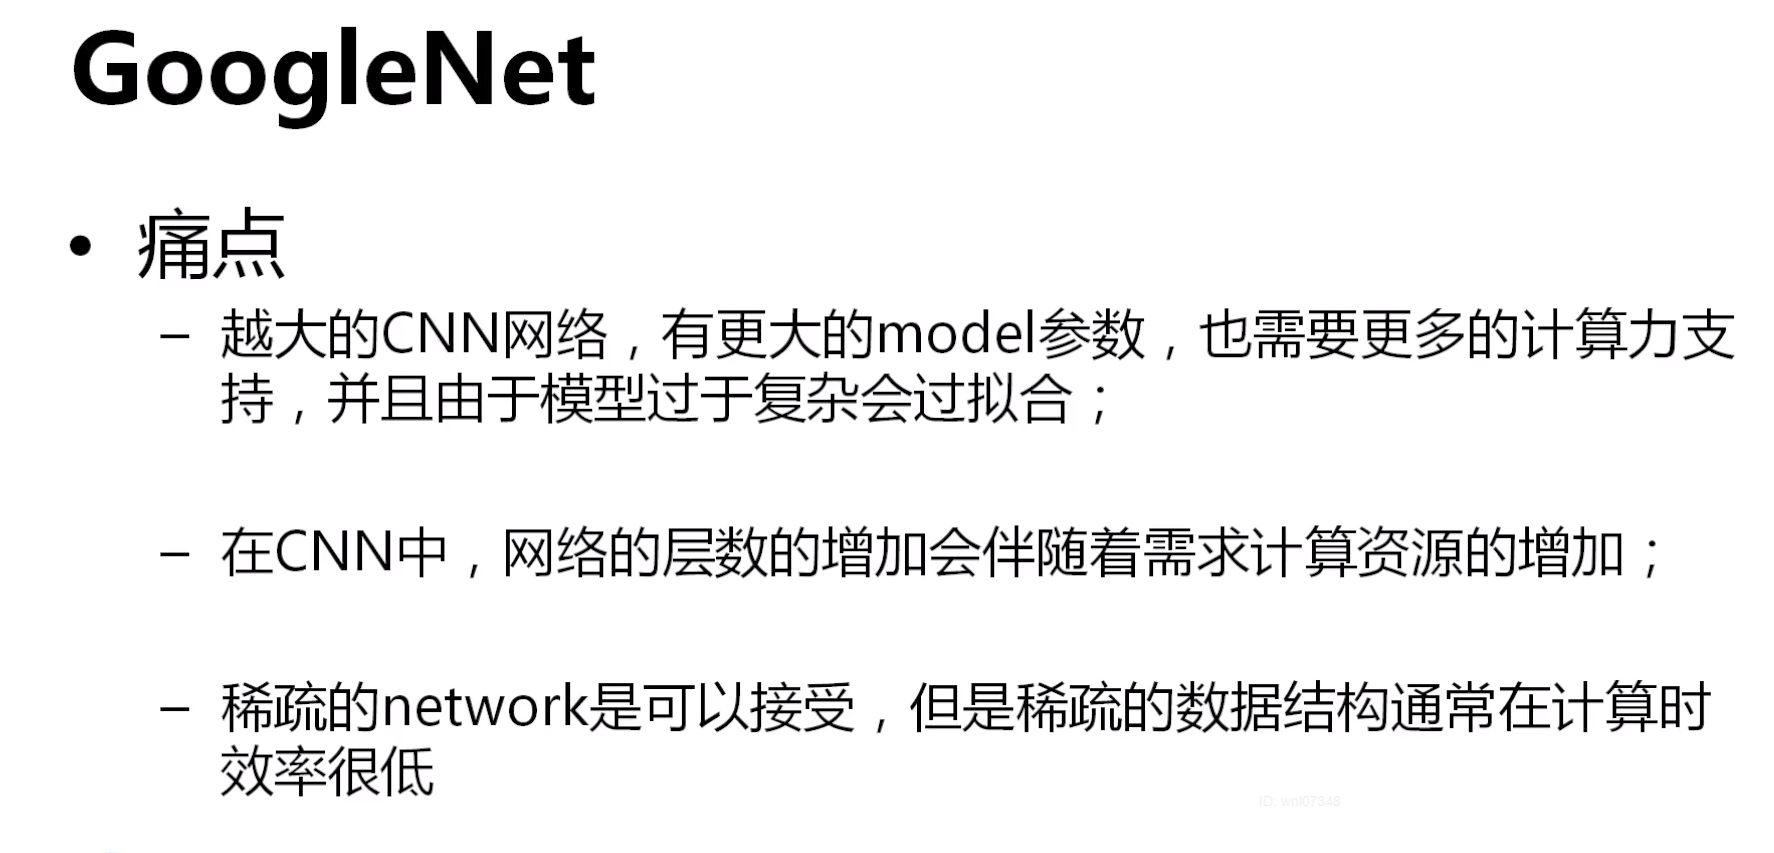 GoogleNet
• 痛点
– 越大的CNN网络，有更大的model参数，也需要更多的计算力支
持，并且由于模型过于复杂会过拟合；
– 在CNN中，网络的层数的增加会伴随着需求计算资源的增加；
– 稀疏的network是可以接受，但是稀疏的数据结构通常在计算时
效率很低
ID: wnl07348